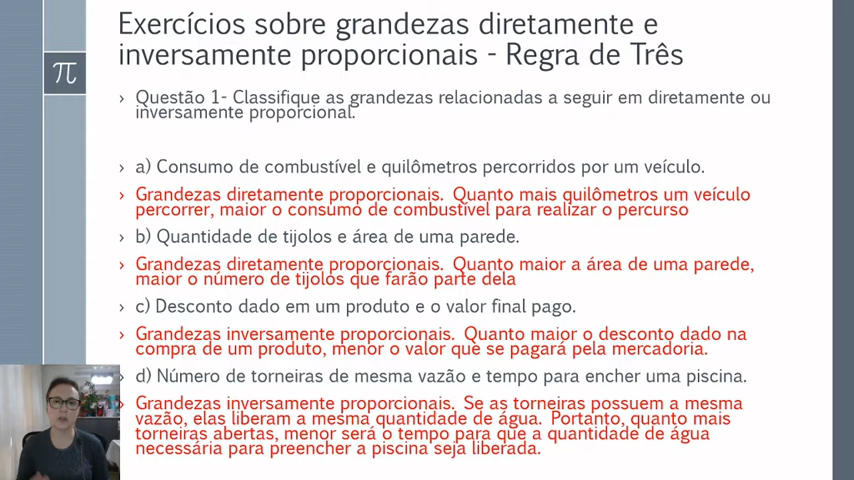 Exercícios sobre grandezas diretamente e
inversamente proporcionais - Regra de Três
π
› Questão 1- Classifique as grandezas relacionadas a seguir em diretamente ou
inversamente proporcional.
› a) Consumo de combustível e quilômetros percorridos por um veículo.
› Grandezas diretamente proporcionais. Quanto mais quilômetros um veículo
percorrer, maior o consumo de combustível para realizar o percurso
› b) Quantidade de tijolos e área de uma parede.
› Grandezas diretamente proporcionais. Quanto maior a área de uma parede,
maior o número de tijolos que farão parte dela
› c) Desconto dado em um produto e o valor final pago.
› Grandezas inversamente proporcionais. Quanto maior o desconto dado na
compra de um produto, menor o valor que se pagará pela mercadoria.
› d) Número de torneiras de mesma vazão e tempo para encher uma piscina.
› Grandezas inversamente proporcionais. Se as torneiras possuem a mesma
vazão, elas liberam a mesma quantidade de água. Portanto, quanto mais
torneiras abertas, menor será o tempo para que a quantidade de água
necessária para preencher a piscina seja liberada.